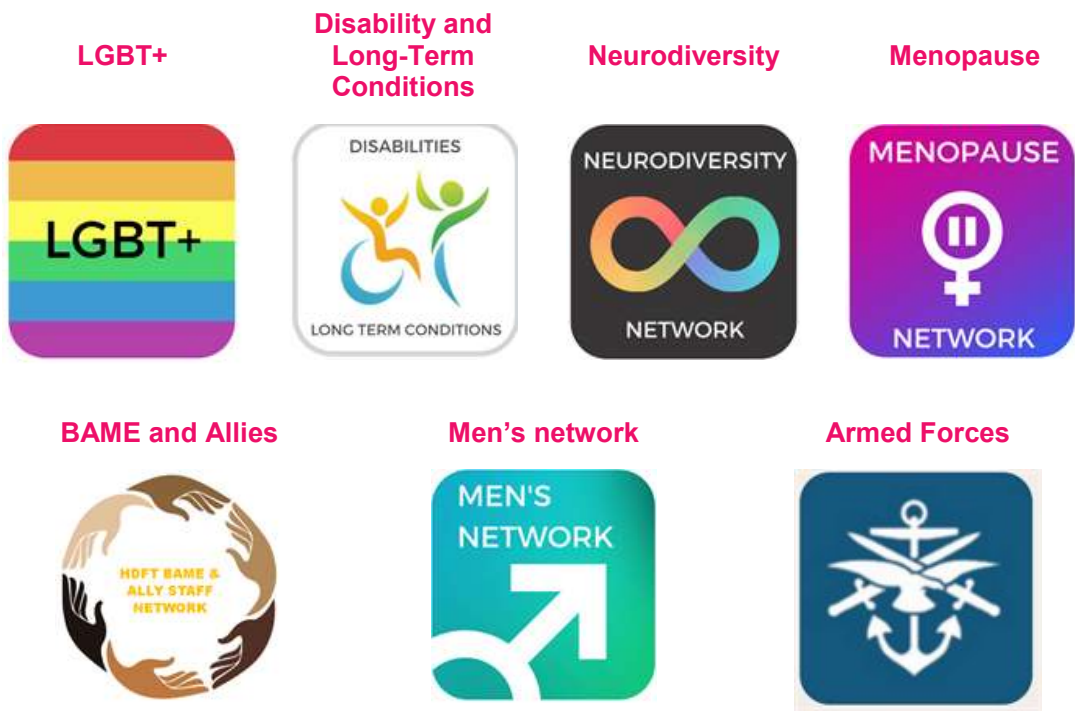 LGBT+
Disability and
Long-Term
Conditions
Neurodiversity
Menopause
LGBT+
DISABILITIES
LONG TERM CONDITIONS
NEURODIVERSITY
NETWORK
MENOPAUSE
NETWORK
BAME and Allies
Men's network
Armed Forces
HDFT BAME &
ALLY STAFF
NETWORK
MEN'S
NETWORK